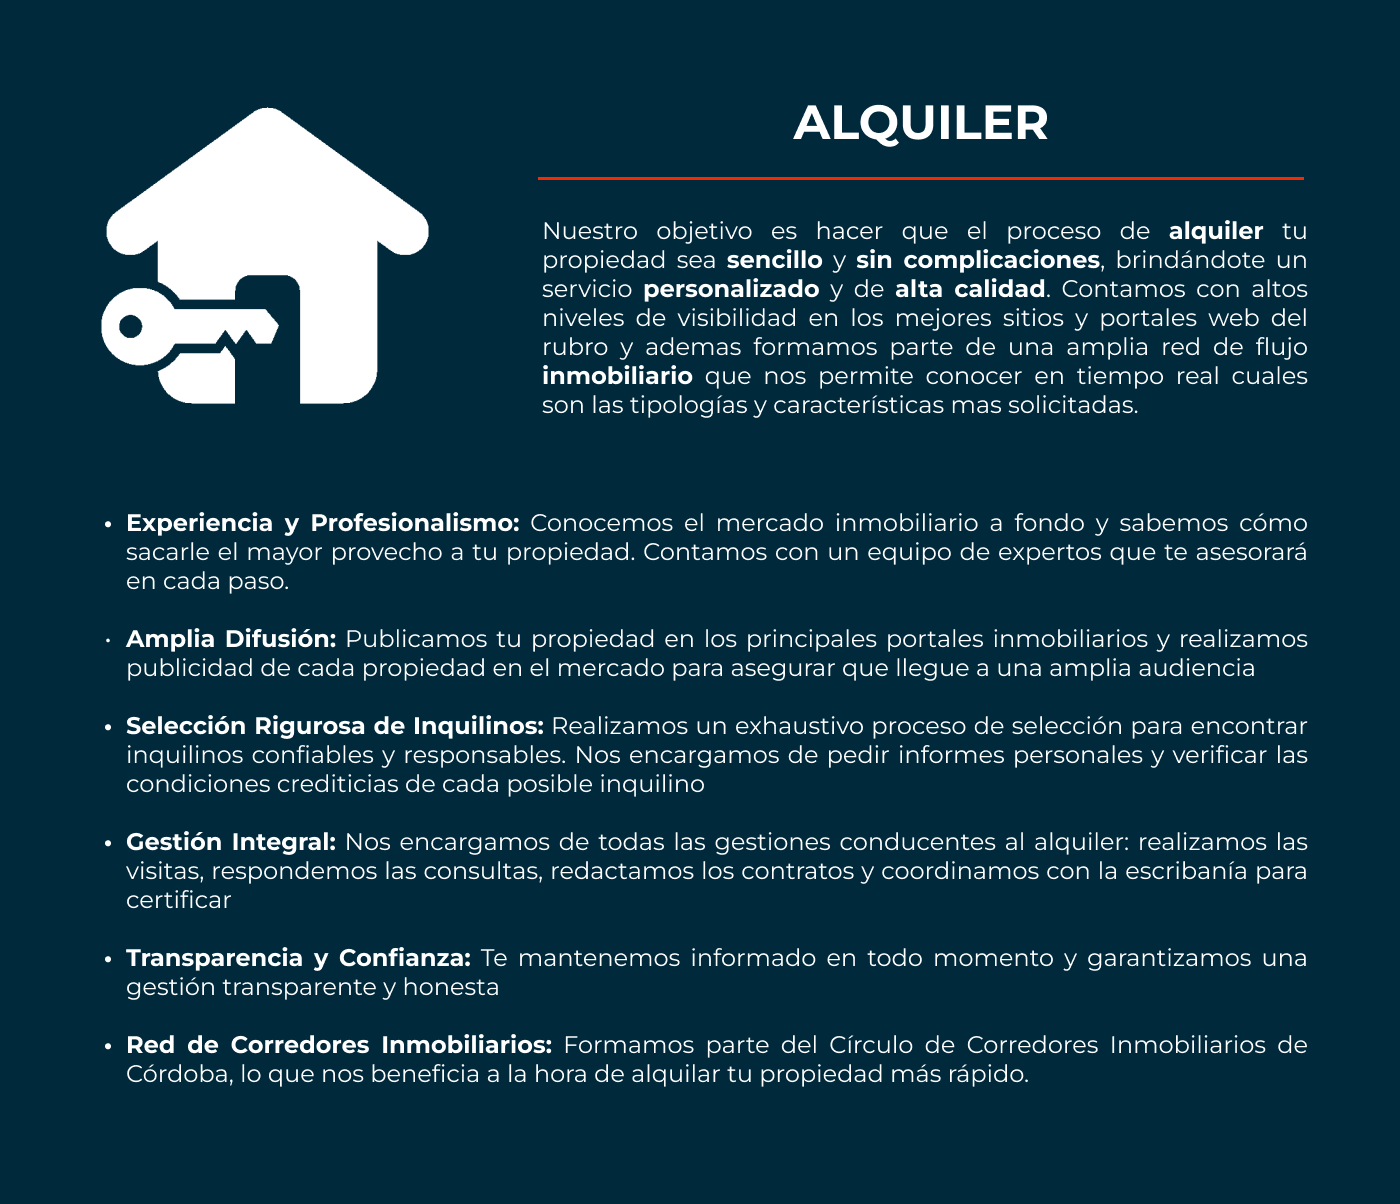 ALQUILER
Nuestro objetivo es hacer que el proceso de alquiler tu
propiedad sea sencillo y sin complicaciones, brindándote un
servicio personalizado y de alta calidad. Contamos con altos
niveles de visibilidad en los mejores sitios y portales web del
rubro y ademas formamos parte de una amplia red de flujo
inmobiliario que nos permite conocer en tiempo real cuales
son las tipologías y características mas solicitadas.
• Experiencia y Profesionalismo: Conocemos el mercado inmobiliario a fondo y sabemos cómo
sacarle el mayor provecho a tu propiedad. Contamos con un equipo de expertos que te asesorará
en cada paso.
• Amplia Difusión: Publicamos tu propiedad en los principales portales inmobiliarios y realizamos
publicidad de cada propiedad en el mercado para asegurar que llegue a una amplia audiencia
• Selección Rigurosa de Inquilinos: Realizamos un exhaustivo proceso de selección para encontrar
inquilinos confiables y responsables. Nos encargamos de pedir informes personales y verificar las
condiciones crediticias de cada posible inquilino
• Gestión Integral: Nos encargamos de todas las gestiones conducentes al alquiler: realizamos las
visitas, respondemos las consultas, redactamos los contratos y coordinamos con la escribanía para
certificar
• Transparencia y Confianza: Te mantenemos informado en todo momento y garantizamos una
gestión transparente y honesta
• Red de Corredores Inmobiliarios: Formamos parte del Círculo de Corredores Inmobiliarios de
Córdoba, lo que nos beneficia a la hora de alquilar tu propiedad más rápido.